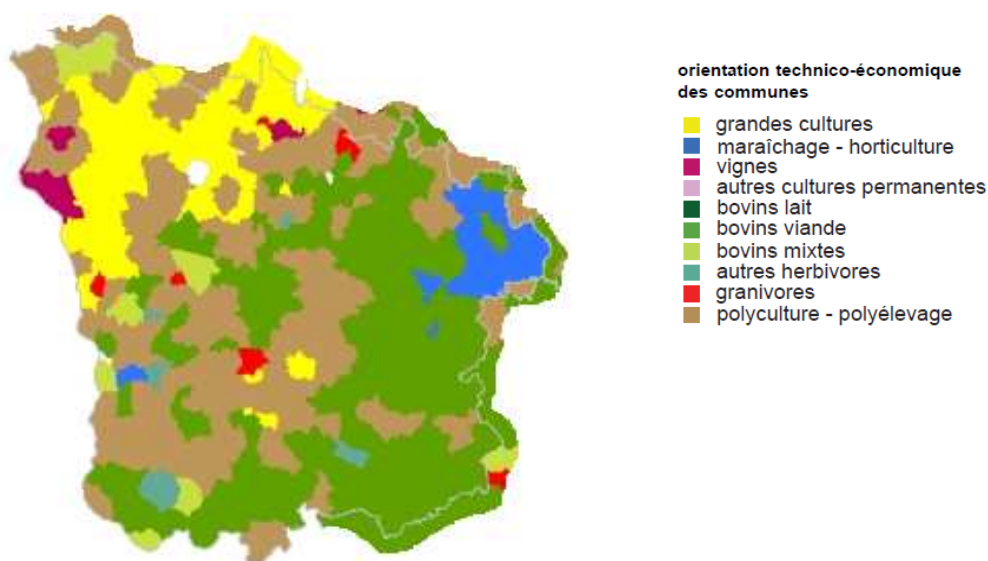 orientation technico-économique
des communes
grandes cultures
maraîchage - horticulture
vignes
autres cultures permanentes
bovins lait
bovins viande
bovins mixtes
autres herbivores
granivores
polyculture - polyélevage